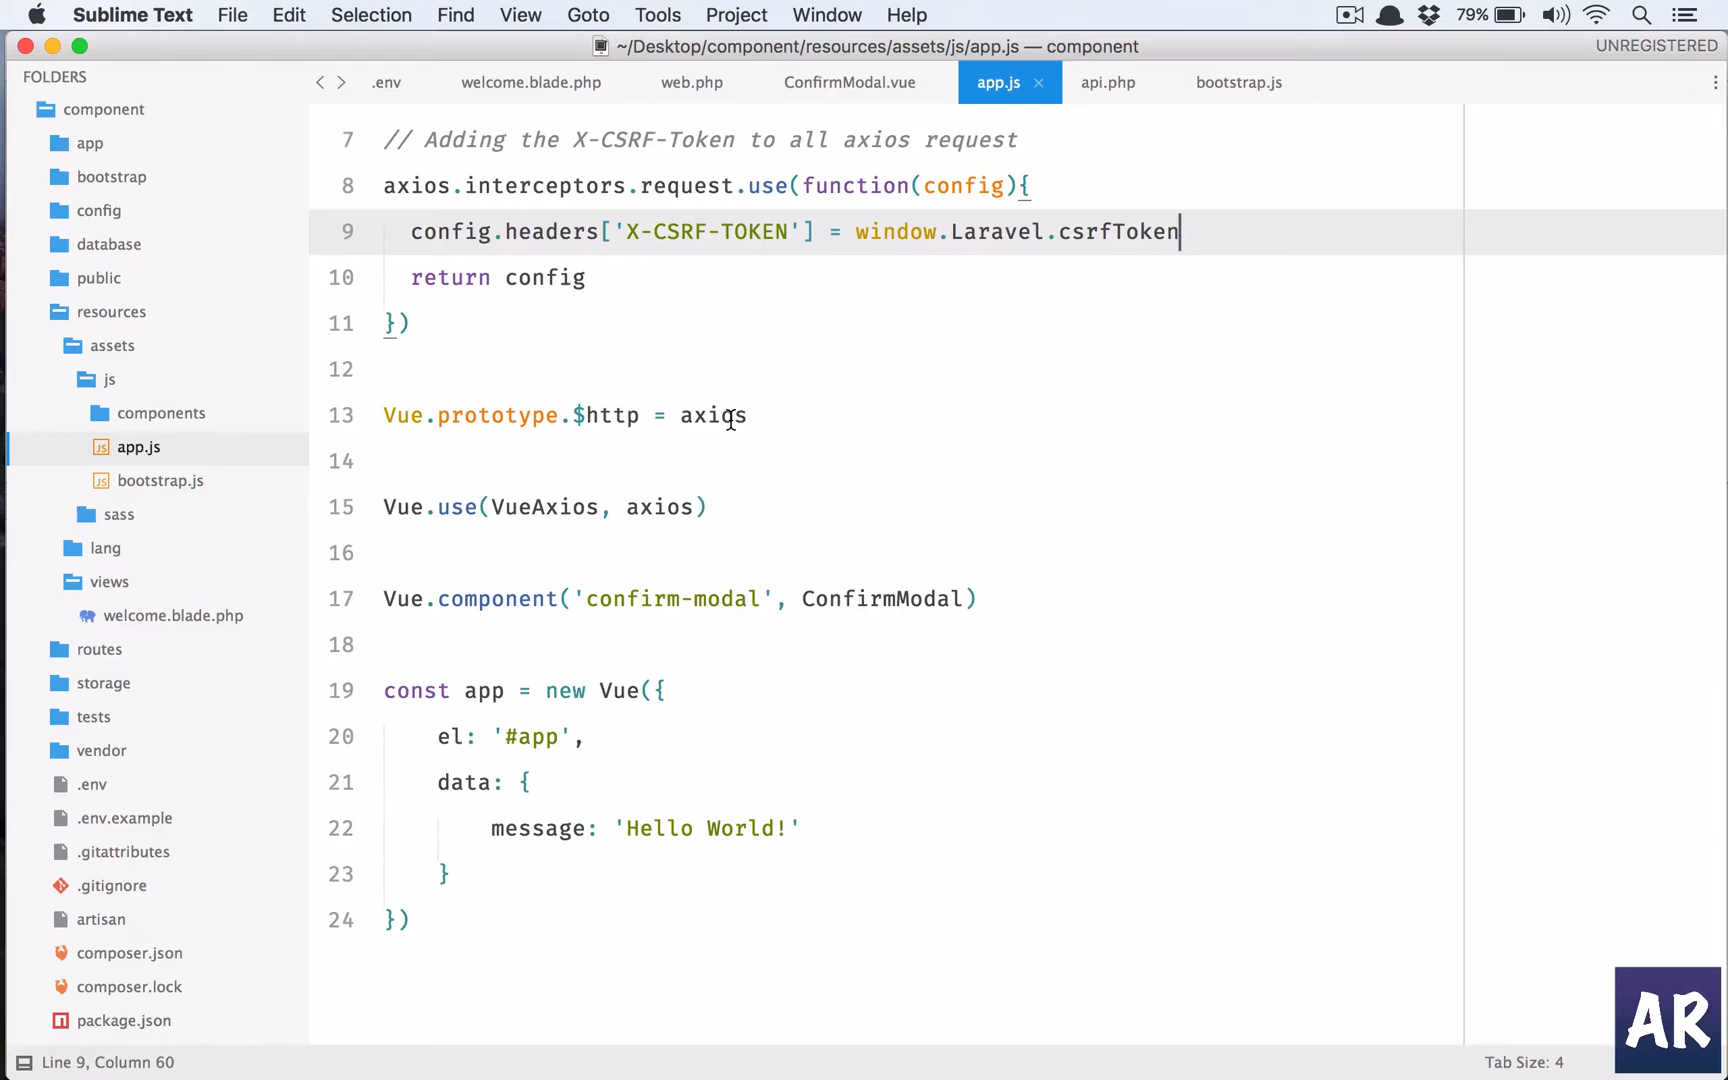 Sublime Text File Edit Selection Find View Goto Tools Project Window Help 79%
~/Desktop/component/resources/assets/js/app.js — component UNREGISTERED
FOLDERS
component
app
bootstrap
config
database
public
resources
assets
js
components
app.js
bootstrap.js
sass
lang
views
welcome.blade.php
routes
storage
tests
vendor
.env
.env.example
.gitattributes
.gitignore
artisan
composer.json
composer.lock
package.json
.env welcome.blade.php web.php ConfirmModal.vue app.js × api.php bootstrap.js
7 // Adding the X-CSRF-Token to all axios request
8 axios.interceptors.request.use(function(config){
9 config.headers['X-CSRF-TOKEN'] = window.Laravel.csrfToken
10 return config
11 })
12
13 Vue.prototype.$http = axios
14
15 Vue.use(VueAxios, axios)
16
17 Vue.component('confirm-modal', ConfirmModal)
18
19 const app = new Vue({
20 el: '#app',
21 data: {
22 message: 'Hello World!'
23 }
24 })
AR
Line 9, Column 60 Tab Size: 4